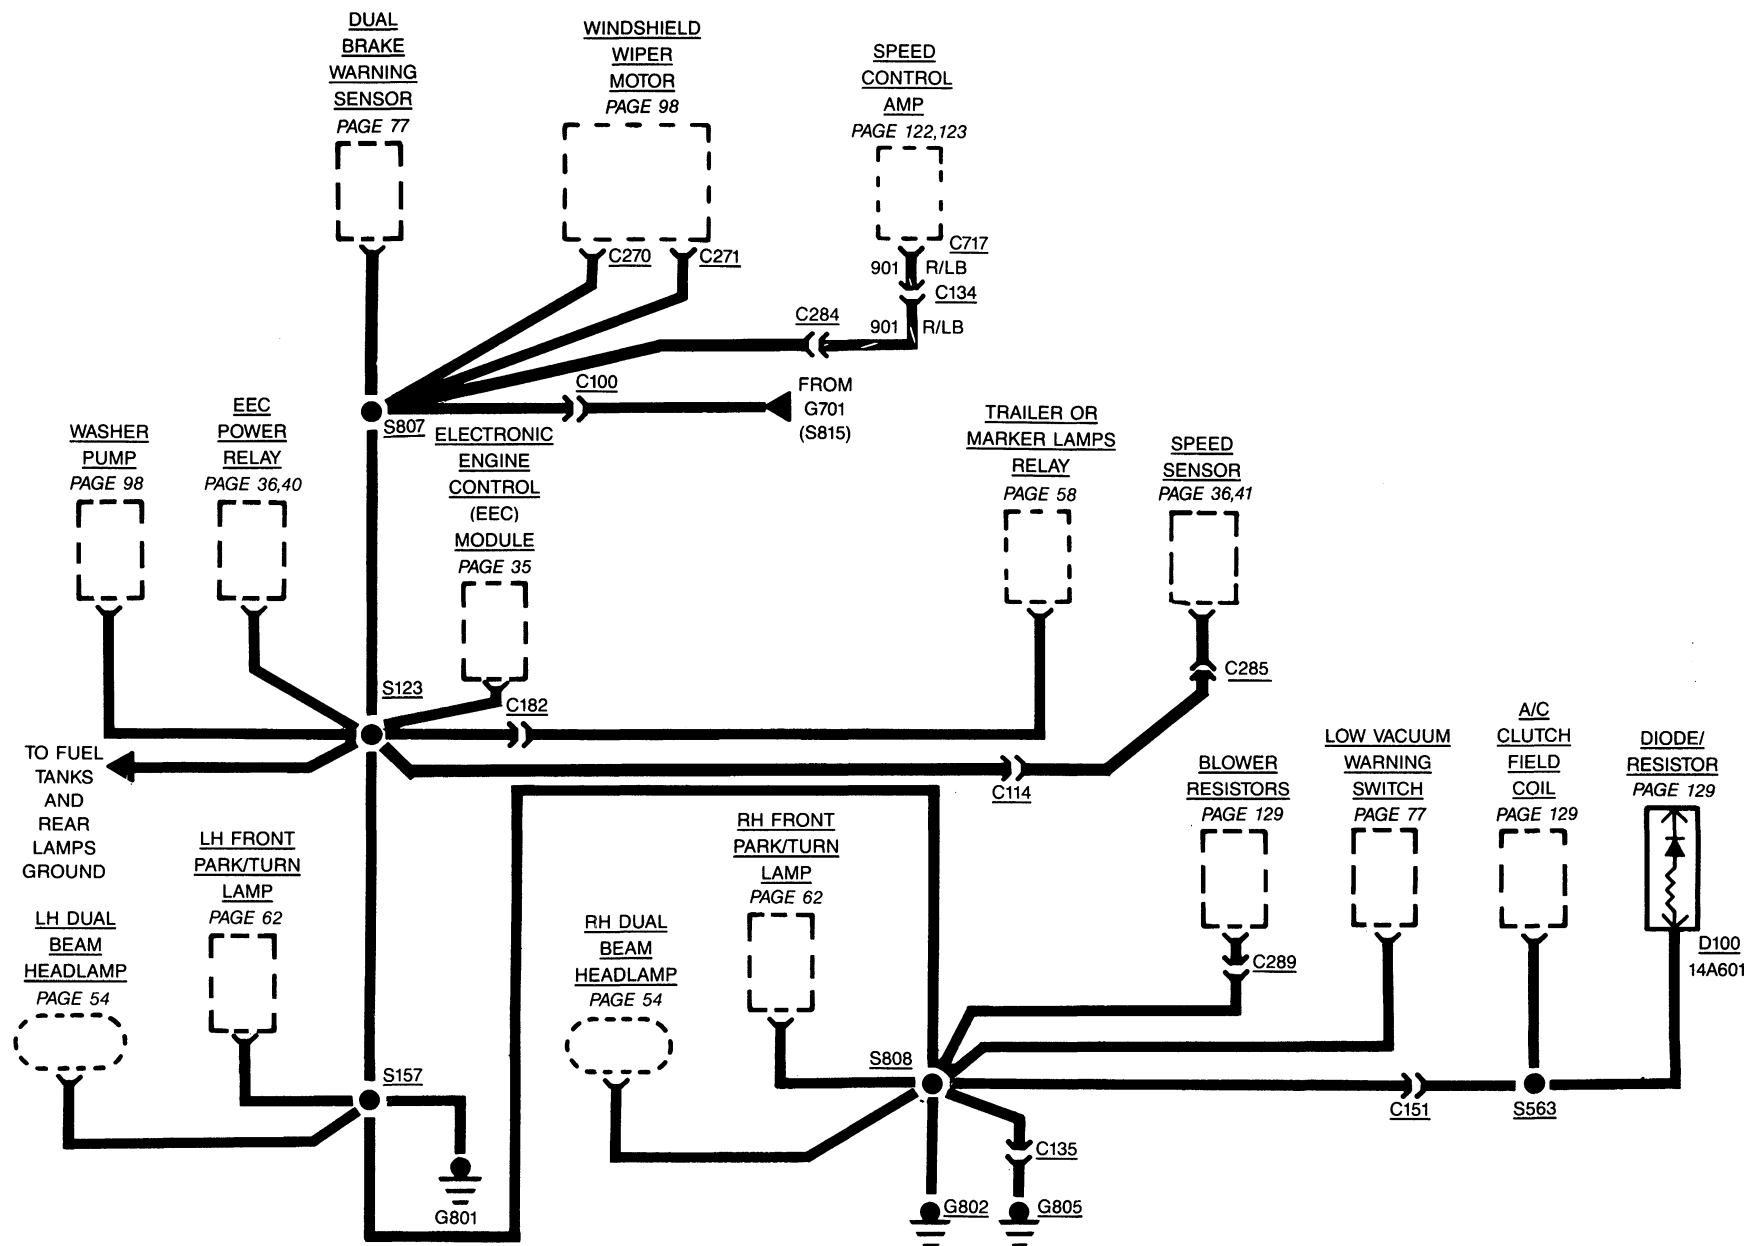 DUAL
BRAKE
WARNING
SENSOR
PAGE 77
WINDSHIELD
WIPER
MOTOR
PAGE 98
SPEED
CONTROL
AMP
PAGE 122,123
C270
C271
C717
901 R/LB
C134
C284
901 R/LB
C100
FROM
G701
(S815)
S807
WASHER
PUMP
PAGE 98
EEC
POWER
RELAY
PAGE 36,40
ELECTRONIC
ENGINE
CONTROL
(EEC)
MODULE
PAGE 35
TRAILER OR
MARKER LAMPS
RELAY
PAGE 58
SPEED
SENSOR
PAGE 36,41
S123
C182
C285
C114
TO FUEL
TANKS
AND
REAR
LAMPS
GROUND
LH FRONT
PARK/TURN
LAMP
PAGE 62
LH DUAL
BEAM
HEADLAMP
PAGE 54
RH FRONT
PARK/TURN
LAMP
PAGE 62
RH DUAL
BEAM
HEADLAMP
PAGE 54
BLOWER
RESISTORS
PAGE 129
LOW VACUUM
WARNING
SWITCH
PAGE 77
A/C
CLUTCH
FIELD
COIL
PAGE 129
DIODE/
RESISTOR
PAGE 129
D100
14A601
C289
S157
S808
C151
S563
C135
G801
G802
G805